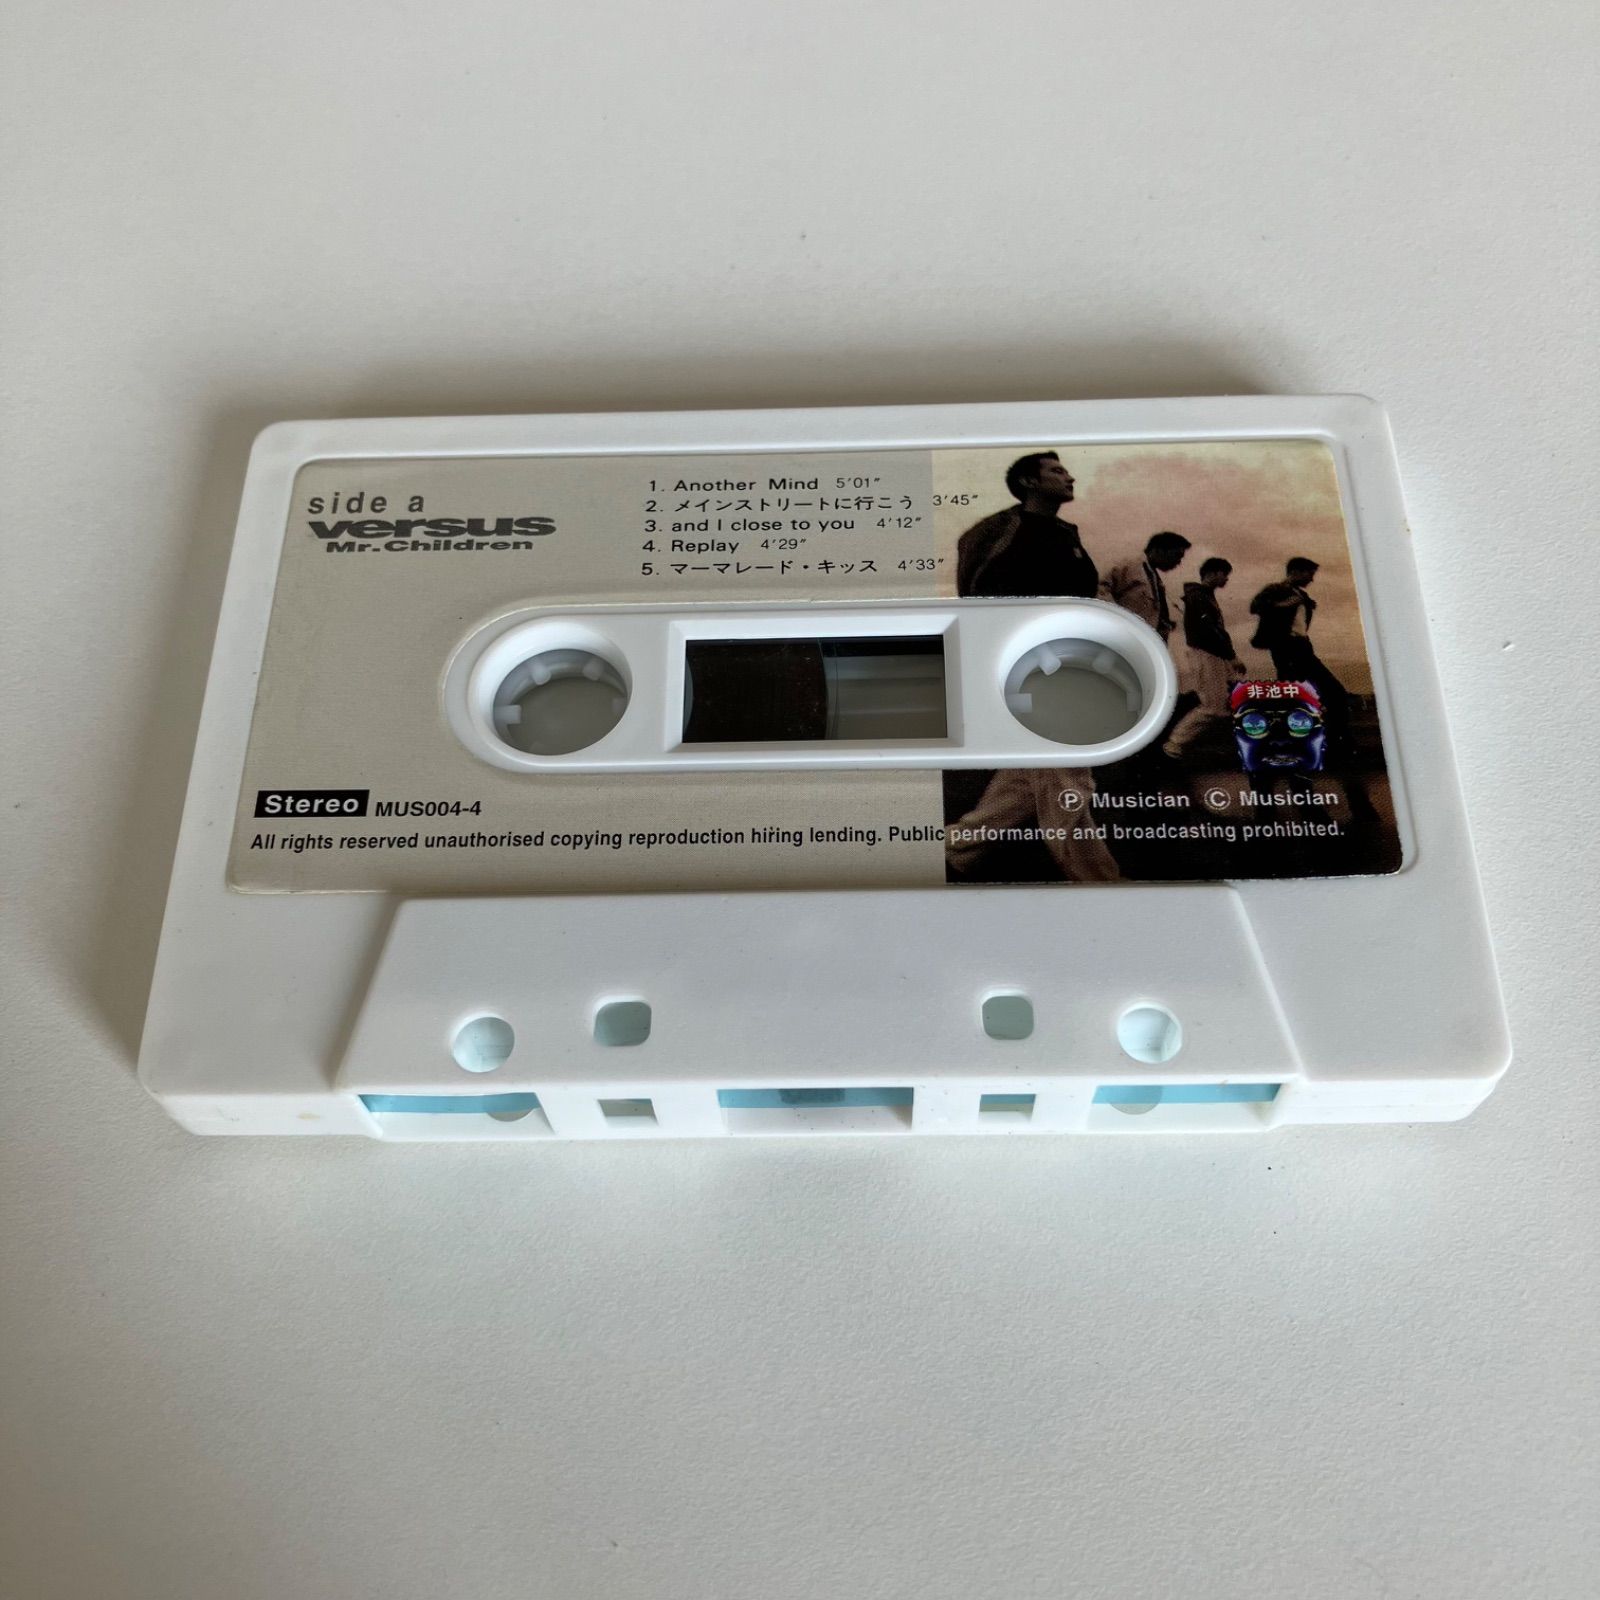 side a
versus
Mr.Children
1. Another Mind 5'01"
2. メインストリートに行こう 3'45"
3. and I close to you 4'12"
4. Replay 4'29"
5. マーマレード・キッス 4'33"
非池中
Stereo MUS004-4
Ⓟ Musician Ⓒ Musician
All rights reserved unauthorised copying reproduction hiring lending. Public performance and broadcasting prohibited.